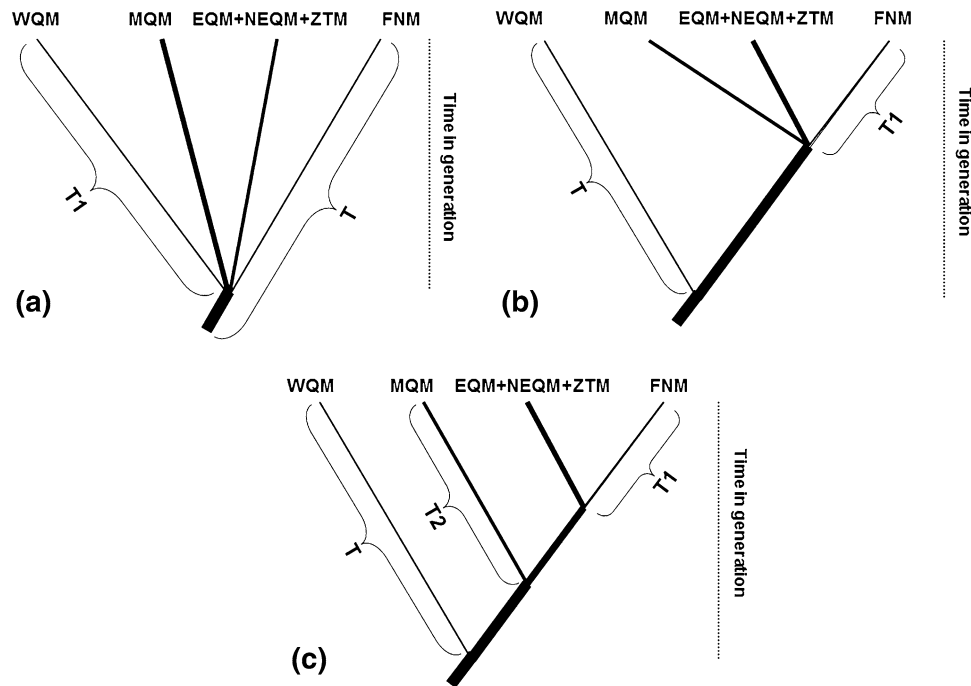 WQM MQM EQM+NEQM+ZTM FNM
T1
T
Time in generation
(a)
WQM MQM EQM+NEQM+ZTM FNM
T
T1
Time in generation
(b)
WQM MQM EQM+NEQM+ZTM FNM
T
T2
T1
Time in generation
(c)